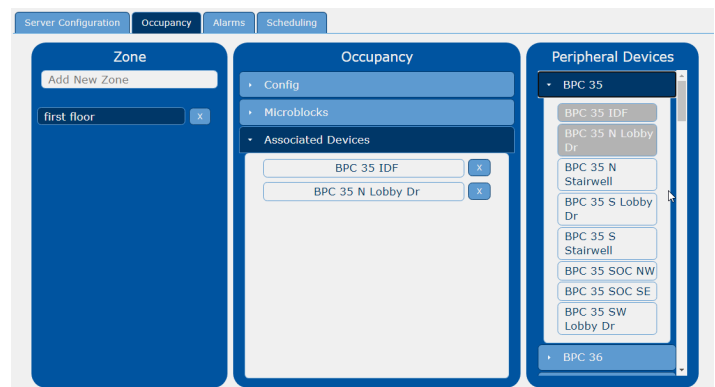 Server Configuration
Occupancy
Alarms
Scheduling
Zone
Add New Zone
first floor
x
Occupancy
Config
Microblocks
Associated Devices
BPC 35 IDF
x
BPC 35 N Lobby Dr
x
Peripheral Devices
BPC 35
BPC 35 IDF
BPC 35 N Lobby
Dr
BPC 35 N
Stairwell
BPC 35 S Lobby
Dr
BPC 35 S
Stairwell
BPC 35 SOC NW
BPC 35 SOC SE
BPC 35 SW
Lobby Dr
BPC 36